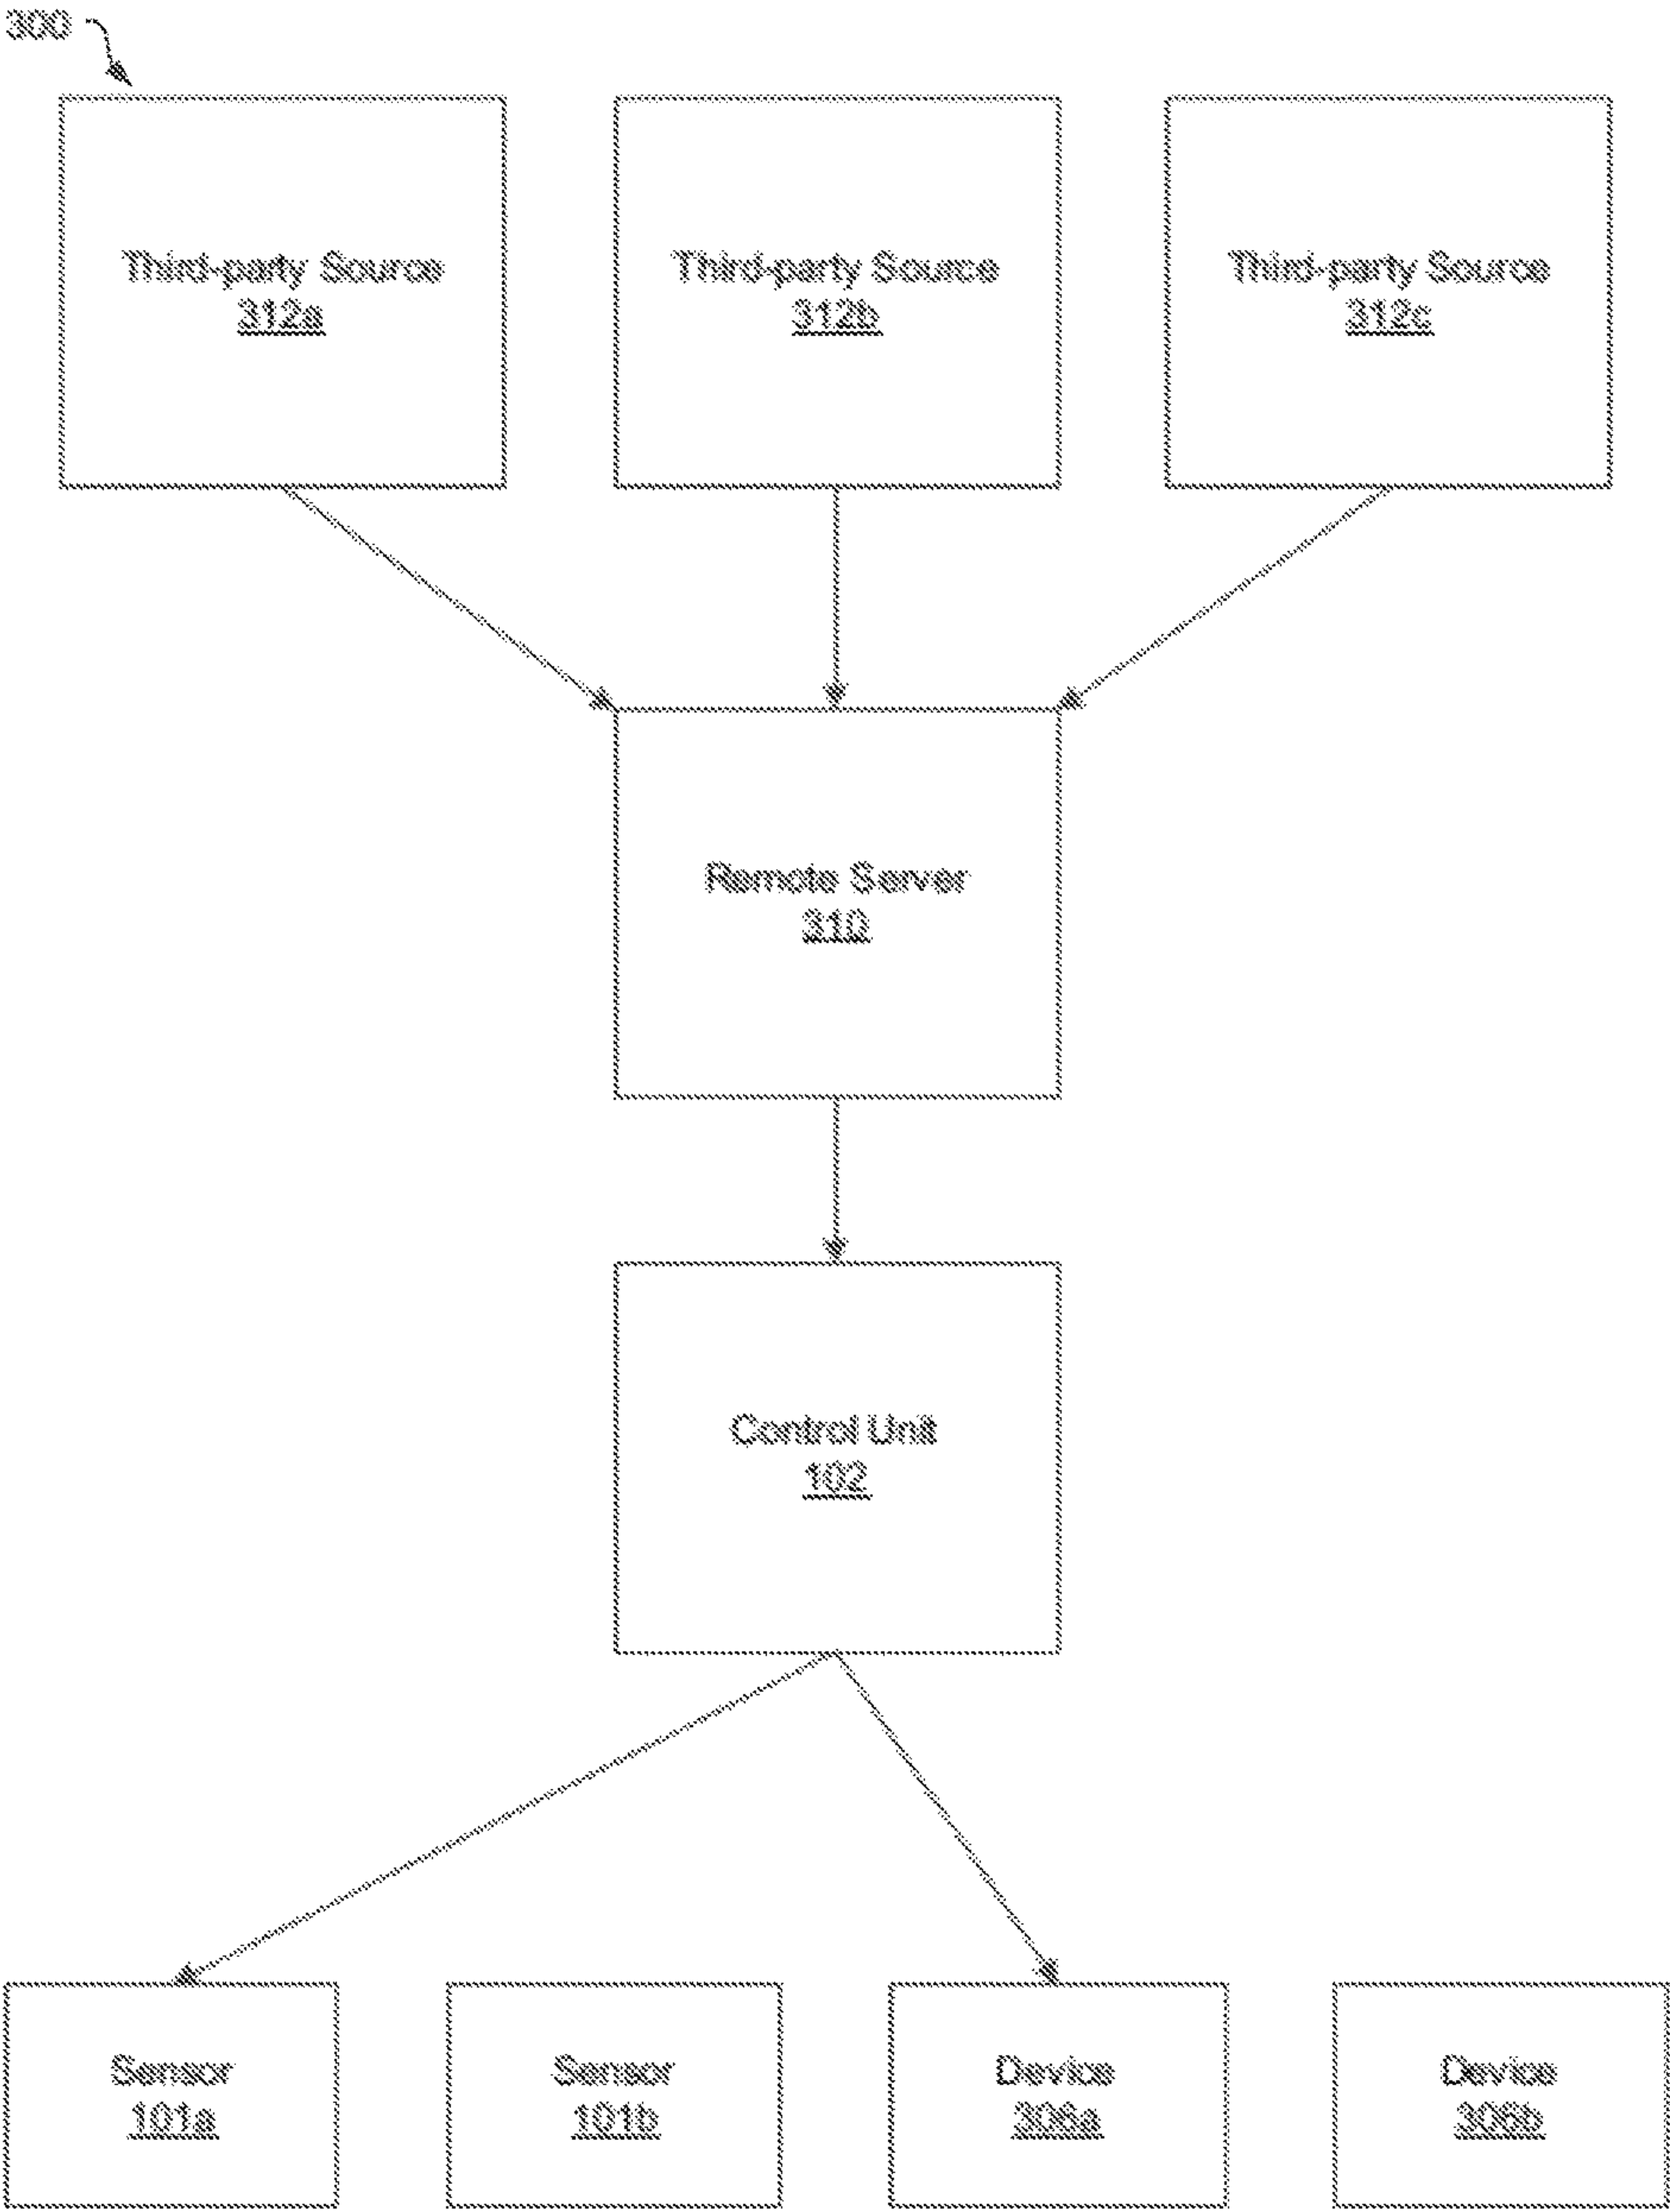 300
Third-party Source
312a
Third-party Source
312b
Third-party Source
312c
Remote Server
310
Control Unit
102
Sensor
101a
Sensor
101b
Device
306a
Device
306b